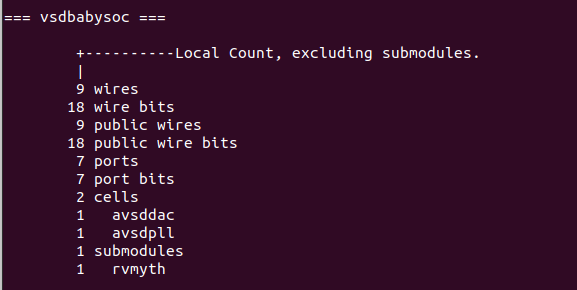 === vsdbabysoc ===
+----------Local Count, excluding submodules.
|
9 wires
18 wire bits
9 public wires
18 public wire bits
7 ports
7 port bits
2 cells
1   avsddac
1   avsdpll
1 submodules
1   rvmyth